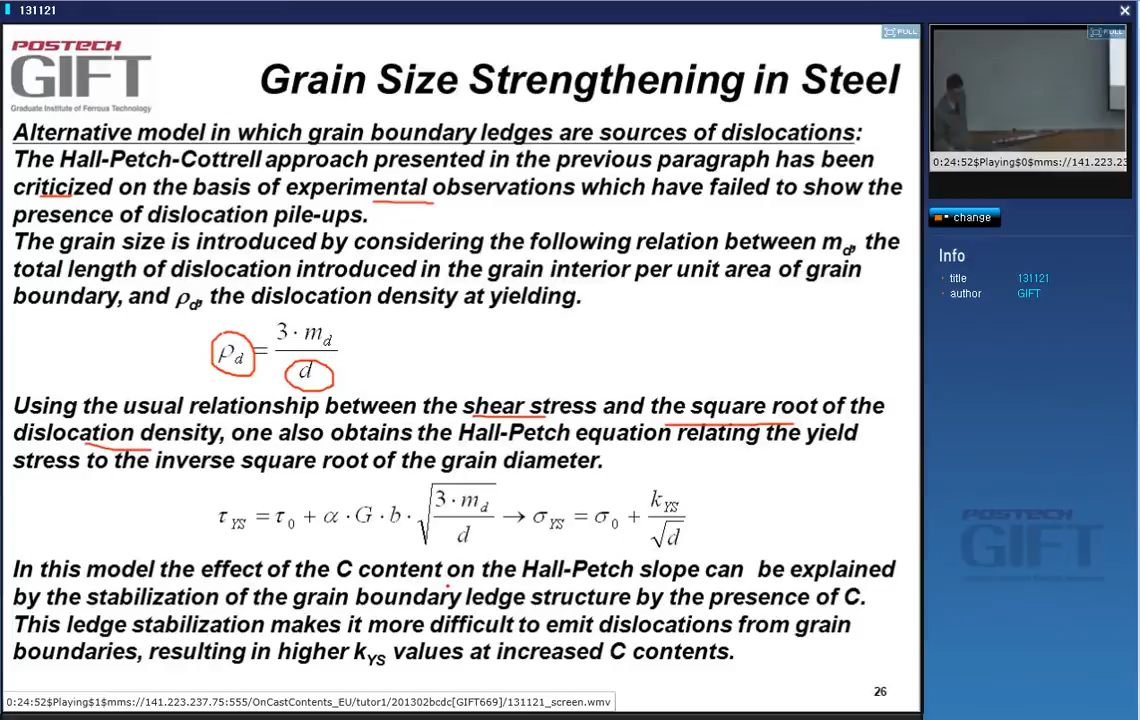 131121
POSTECH
GIFT
Graduate Institute of Ferrous Technology
Grain Size Strengthening in Steel
FULL
FULL
Alternative model in which grain boundary ledges are sources of dislocations:
The Hall-Petch-Cottrell approach presented in the previous paragraph has been
criticized on the basis of experimental observations which have failed to show the
presence of dislocation pile-ups.
The grain size is introduced by considering the following relation between m_d, the
total length of dislocation introduced in the grain interior per unit area of grain
boundary, and ρ_d, the dislocation density at yielding.
ρ_d = 3 · m_d / d
Using the usual relationship between the shear stress and the square root of the
dislocation density, one also obtains the Hall-Petch equation relating the yield
stress to the inverse square root of the grain diameter.
τ_YS = τ_0 + α · G · b · √(3 · m_d / d) → σ_YS = σ_0 + k_YS / √d
In this model the effect of the C content on the Hall-Petch slope can be explained
by the stabilization of the grain boundary ledge structure by the presence of C.
This ledge stabilization makes it more difficult to emit dislocations from grain
boundaries, resulting in higher k_YS values at increased C contents.
26
0:24:52$Playing$1$mms://141.223.237.75:555/OnCastContents_EU/tutor1/201302bcdc[GIFT669]/131121_screen.wmv
0:24:52$Playing$0$mms://141.223.23
change
Info
title 131121
author GIFT
POSTECH
GIFT